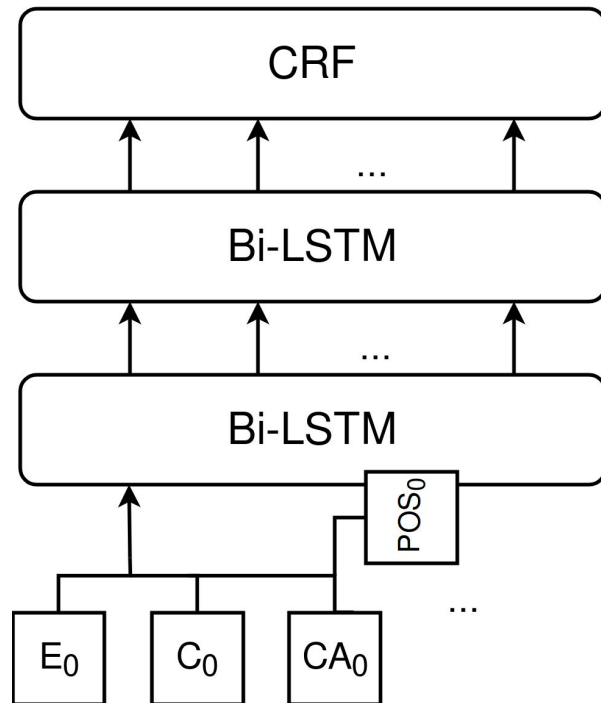 CRF
...
Bi-LSTM
...
Bi-LSTM
POS₀
...
E₀ C₀ CA₀